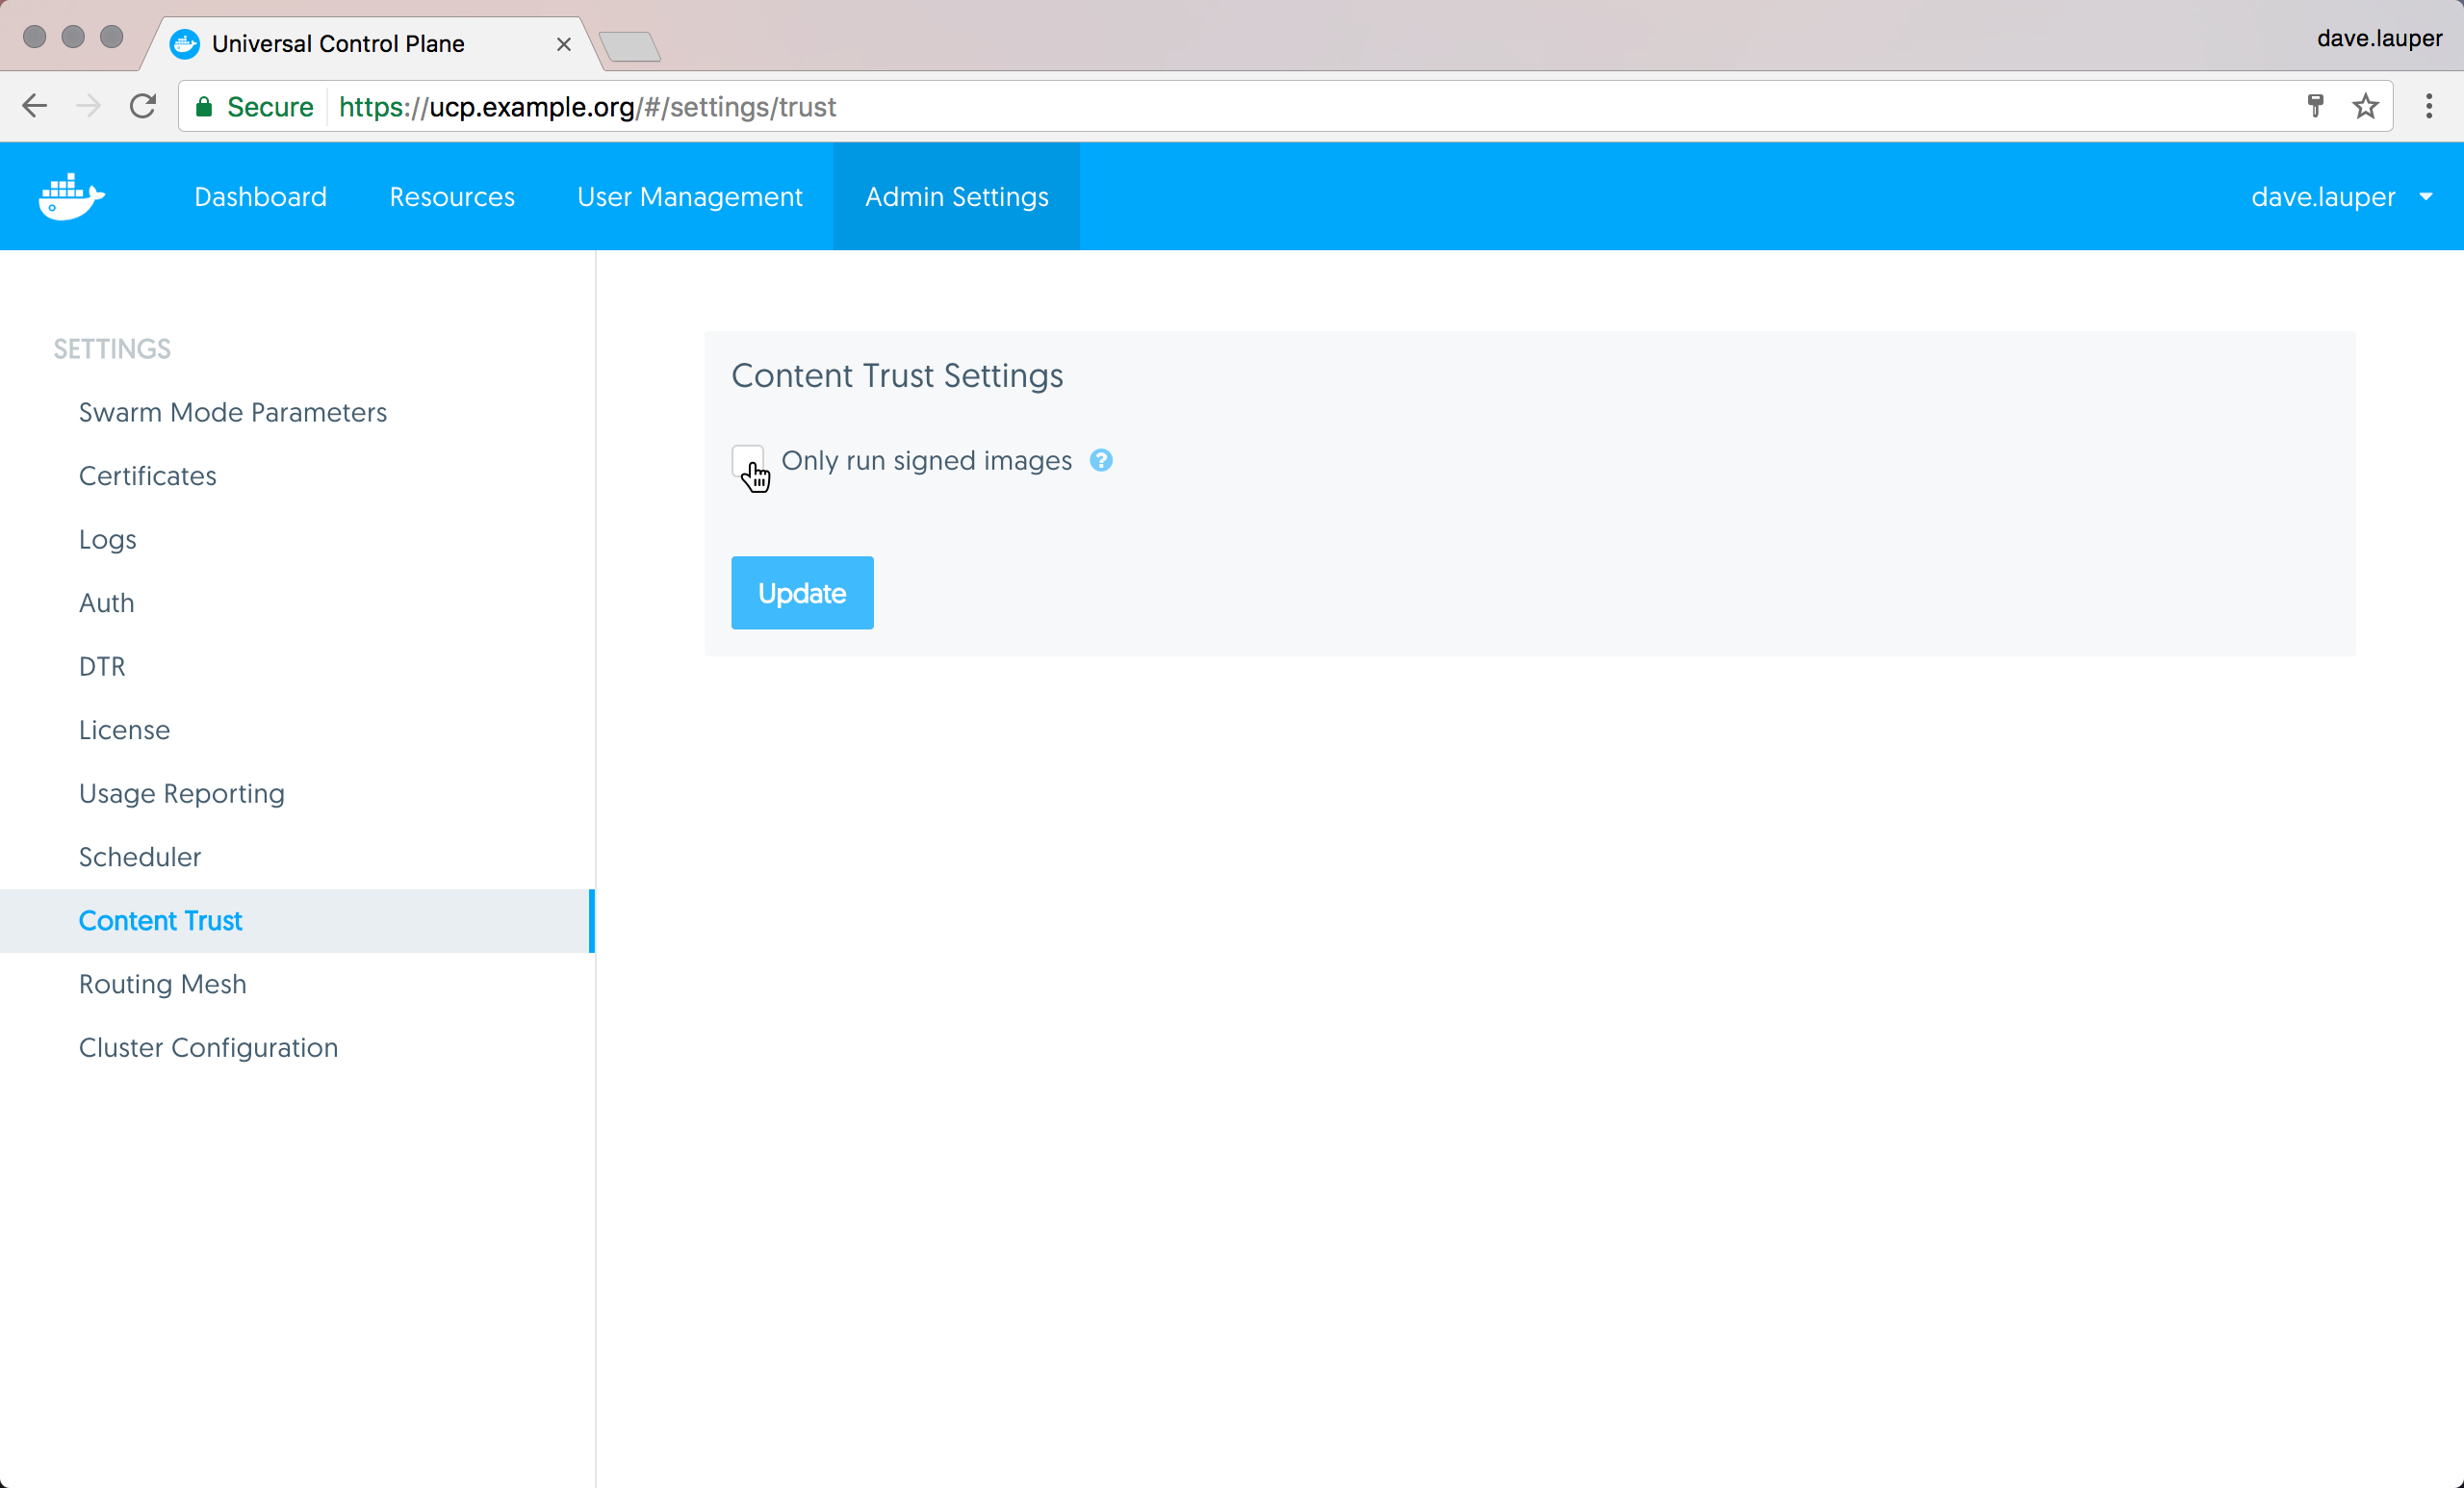 Universal Control Plane
dave.lauper
Secure https://ucp.example.org/#/settings/trust
Dashboard Resources User Management Admin Settings dave.lauper
SETTINGS
Swarm Mode Parameters
Certificates
Logs
Auth
DTR
License
Usage Reporting
Scheduler
Content Trust
Routing Mesh
Cluster Configuration
Content Trust Settings
Only run signed images ?
Update